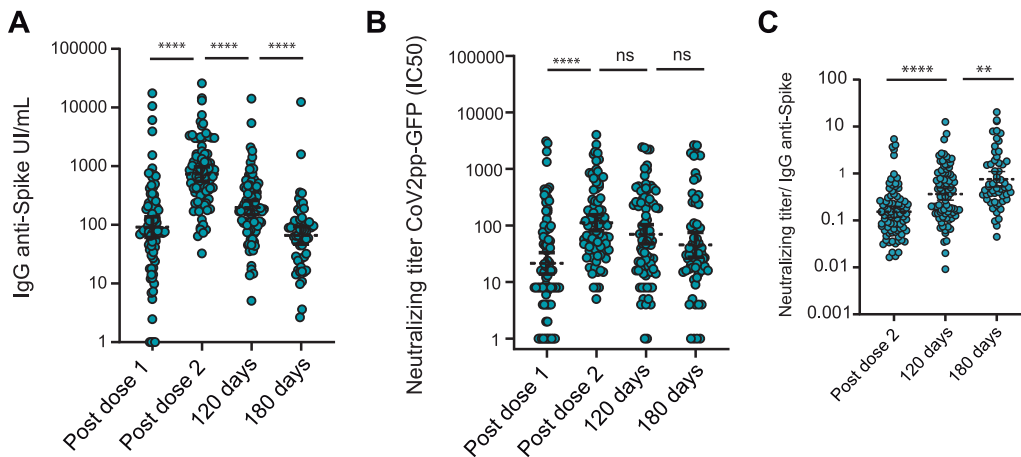 A
IgG anti-Spike UI/mL
100000
10000
1000
100
10
1
**** **** ****
Post dose 1
Post dose 2
120 days
180 days
B
Neutralizing titer CoV2pp-GFP (IC50)
100000
10000
1000
100
10
1
**** ns ns
Post dose 1
Post dose 2
120 days
180 days
C
Neutralizing titer/ IgG anti-Spike
100
10
1
0.1
0.01
0.001
**** **
Post dose 2
120 days
180 days